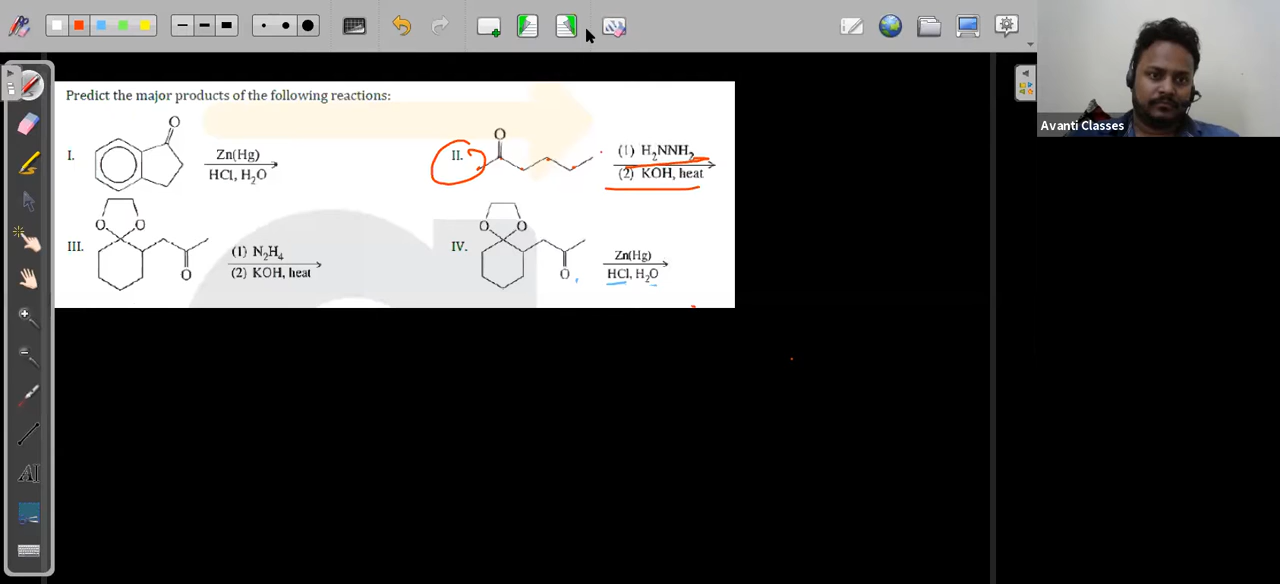 Avanti Classes
Predict the major products of the following reactions:
I.
O
Zn(Hg)
HCl, H₂O
II.
O
(1) H₂NNH₂
(2) KOH, heat
III.
O O
O
(1) N₂H₄
(2) KOH, heat
IV.
O O
O
Zn(Hg)
HCl, H₂O
AI